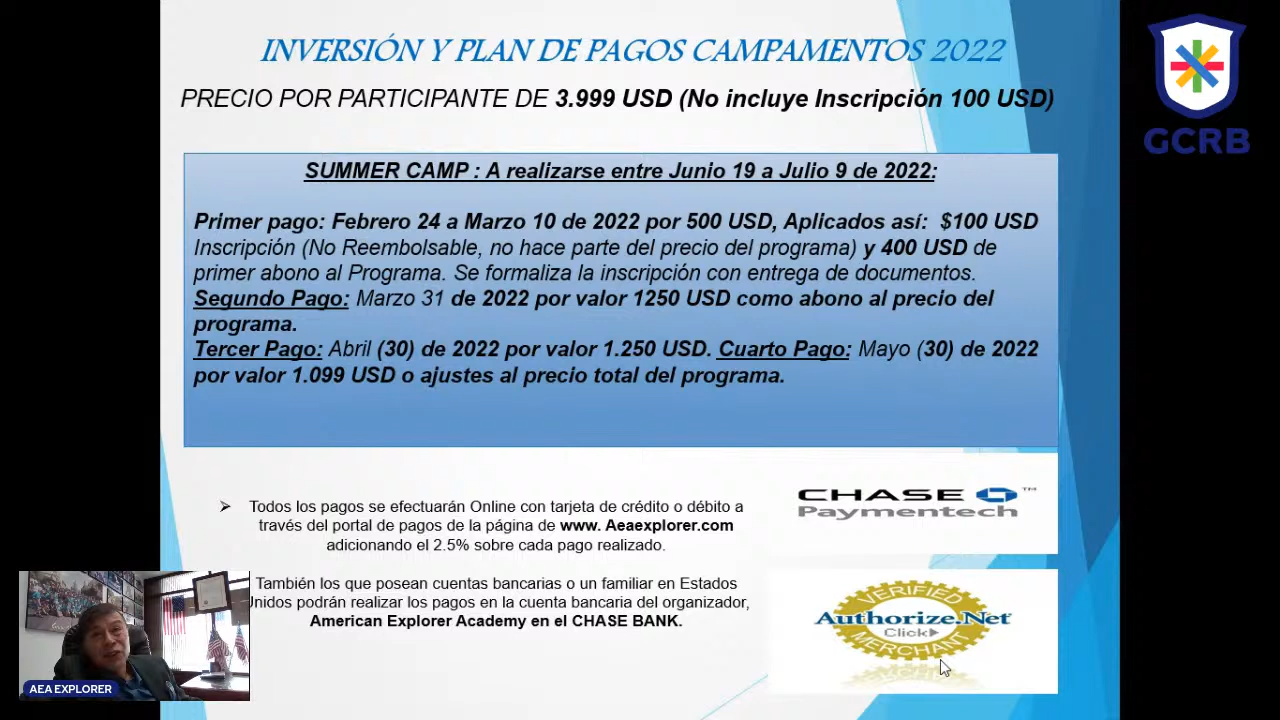 INVERSIÓN Y PLAN DE PAGOS CAMPAMENTOS 2022
PRECIO POR PARTICIPANTE DE 3.999 USD (No incluye Inscripción 100 USD)
GCRB
SUMMER CAMP : A realizarse entre Junio 19 a Julio 9 de 2022:
Primer pago: Febrero 24 a Marzo 10 de 2022 por 500 USD, Aplicados así: $100 USD
Inscripción (No Reembolsable, no hace parte del precio del programa) y 400 USD de
primer abono al Programa. Se formaliza la inscripción con entrega de documentos.
Segundo Pago: Marzo 31 de 2022 por valor 1250 USD como abono al precio del
programa.
Tercer Pago: Abril (30) de 2022 por valor 1.250 USD. Cuarto Pago: Mayo (30) de 2022
por valor 1.099 USD o ajustes al precio total del programa.
➢ Todos los pagos se efectuarán Online con tarjeta de crédito o débito a
través del portal de pagos de la página de www. Aeaexplorer.com
adicionando el 2.5% sobre cada pago realizado.
También los que posean cuentas bancarias o un familiar en Estados
Unidos podrán realizar los pagos en la cuenta bancaria del organizador,
American Explorer Academy en el CHASE BANK.
CHASE ™
Paymentech
VERIFIED
Authorize.Net
Click
MERCHANT
AEA EXPLORER